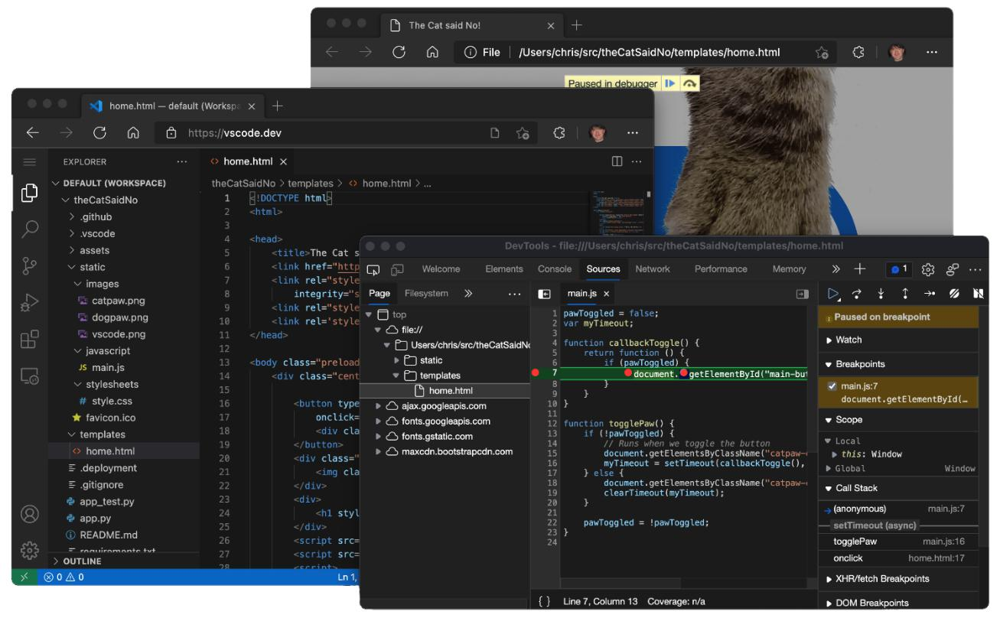 The Cat said No!
File /Users/chris/src/theCatSaidNo/templates/home.html
Paused in debugger
home.html — default (Workspa
https://vscode.dev
EXPLORER
DEFAULT (WORKSPACE)
theCatSaidNo
.github
.vscode
assets
static
images
catpaw.png
dogpaw.png
vscode.png
javascript
JS main.js
stylesheets
# style.css
favicon.ico
templates
home.html
.deployment
.gitignore
app_test.py
app.py
README.md
requirements.txt
OUTLINE
0 0
Ln 1,
home.html
theCatSaidNo > templates > home.html > ...
1 <!DOCTYPE html>
2 <html>
3
4 <head>
5 <title>The Cat s
6 <link href="http
7 <link rel="style
8 integrity="s
9 <link rel="style
10 <link rel='style
11 </head>
12
13 <body class="preload
14 <div class="cent
15
16 <button type
17 onclick=
18 <div cla
19 </button>
20 <div class="
21 <img cla
22 </div>
23 <div>
24 <h1 styl
25 </div>
26 <script src=
27 <script src=
28 <script>
DevTools - file:///Users/chris/src/theCatSaidNo/templates/home.html
Welcome Elements Console Sources Network Performance Memory 1
Page Filesystem
top
file://
Users/chris/src/theCatSaidNo
static
templates
home.html
ajax.googleapis.com
fonts.googleapis.com
fonts.gstatic.com
maxcdn.bootstrapcdn.com
main.js
1 pawToggled = false;
2 var myTimeout;
3
4 function callbackToggle() {
5 return function () {
6 if (pawToggled) {
7 document.getElementById("main-but
8 }
9 }
10 }
11
12 function togglePaw() {
13 if (!pawToggled) {
14 // Runs when we toggle the button
15 document.getElementsByClassName("catpaw-
16 myTimeout = setTimeout(callbackToggle(),
17 } else {
18 document.getElementsByClassName("catpaw-
19 clearTimeout(myTimeout);
20 }
21
22 pawToggled = !pawToggled;
23 }
24
{ } Line 7, Column 13 Coverage: n/a
Paused on breakpoint
Watch
Breakpoints
main.js:7
document.getElementById(…
Scope
Local
this: Window
Global Window
Call Stack
(anonymous) main.js:7
setTimeout (async)
togglePaw main.js:16
onclick home.html:17
XHR/fetch Breakpoints
DOM Breakpoints